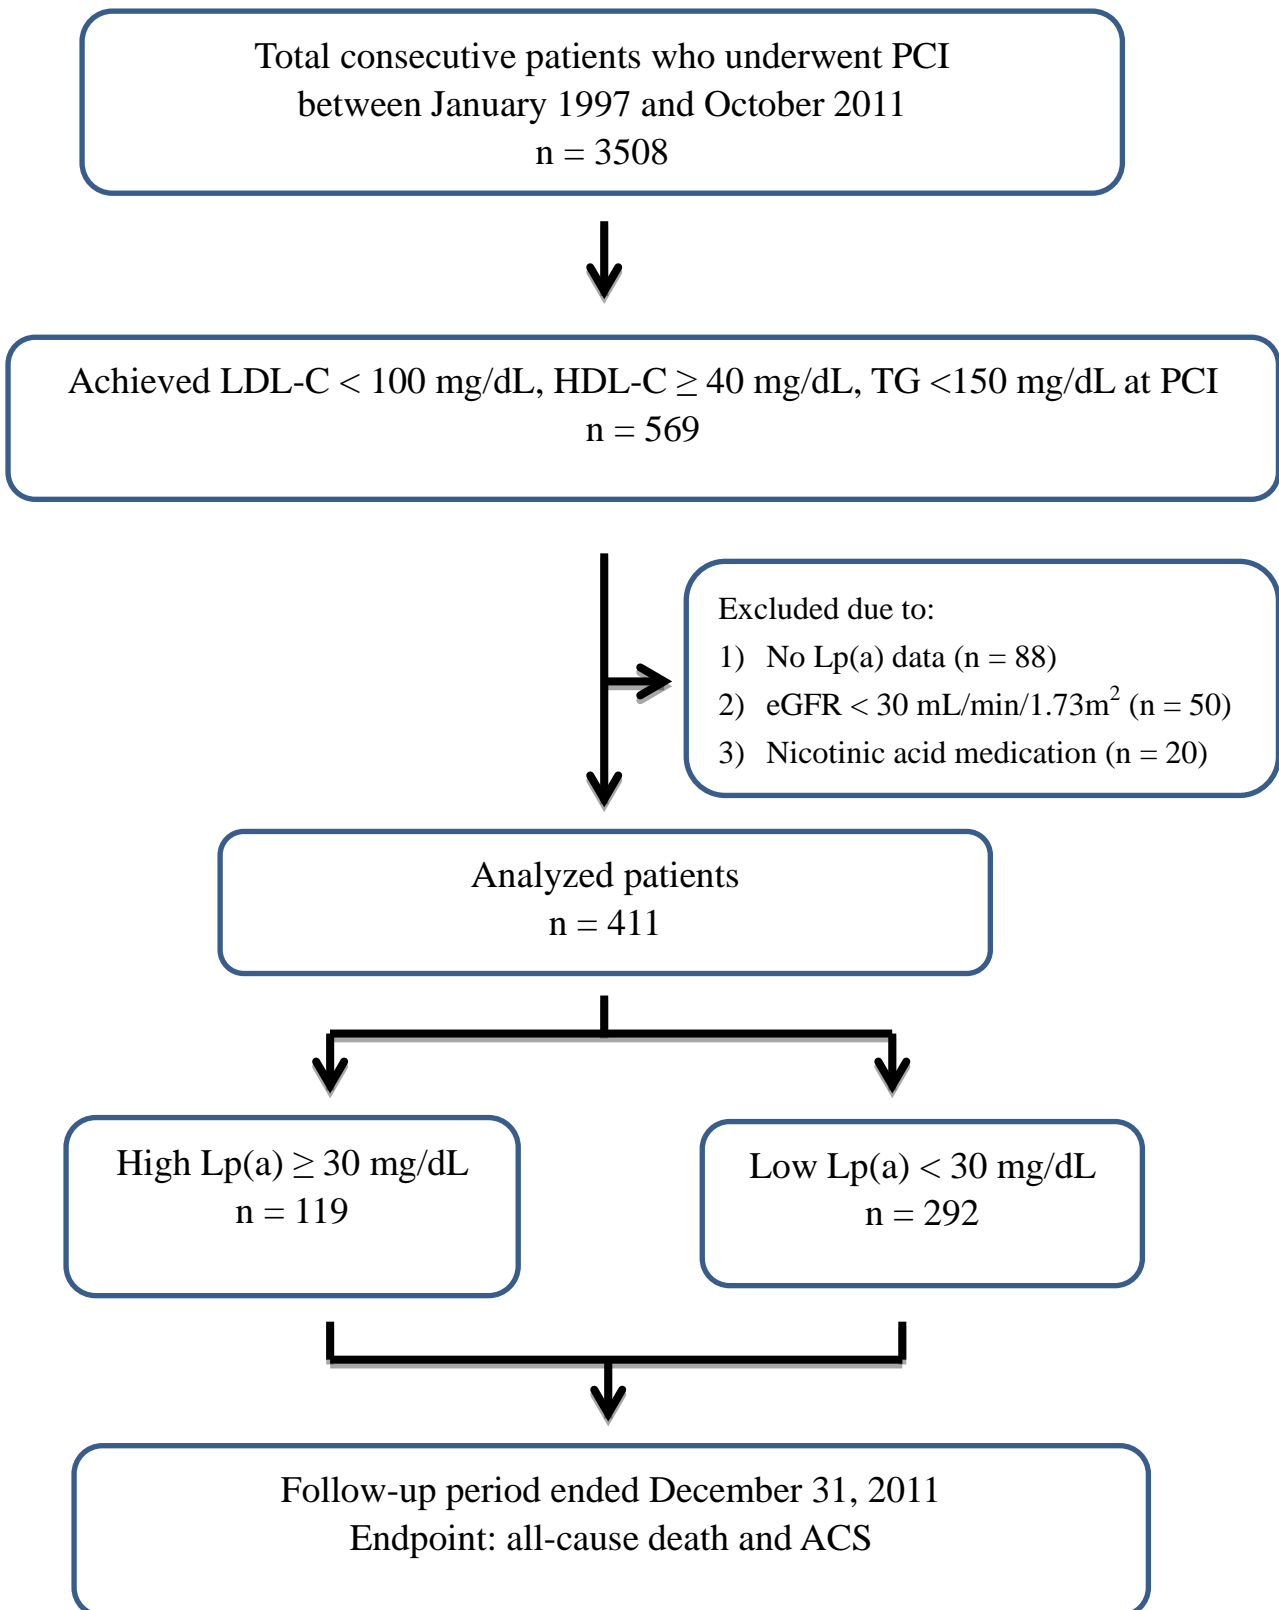 Total consecutive patients who underwent PCI
between January 1997 and October 2011
n = 3508
Achieved LDL-C < 100 mg/dL, HDL-C ≥ 40 mg/dL, TG <150 mg/dL at PCI
n = 569
Excluded due to:
1) No Lp(a) data (n = 88)
2) eGFR < 30 mL/min/1.73m² (n = 50)
3) Nicotinic acid medication (n = 20)
Analyzed patients
n = 411
High Lp(a) ≥ 30 mg/dL
n = 119
Low Lp(a) < 30 mg/dL
n = 292
Follow-up period ended December 31, 2011
Endpoint: all-cause death and ACS